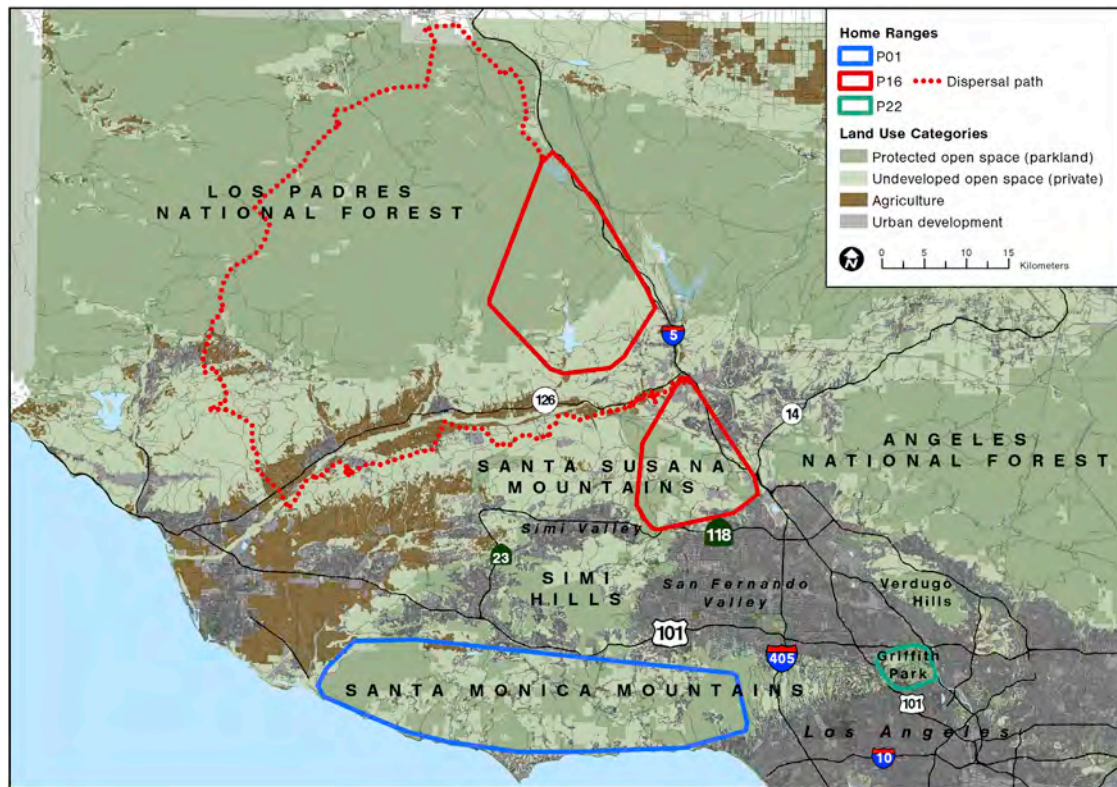 Home Ranges
P01
P16 Dispersal path
P22
Land Use Categories
Protected open space (parkland)
Undeveloped open space (private)
Agriculture
Urban development
N
0 5 10 15
Kilometers
LOS PADRES
NATIONAL FOREST
5
126
14
ANGELES
NATIONAL FOREST
SANTA SUSANA
MOUNTAINS
Simi Valley
118
23
SIMI
HILLS
San Fernando
Valley
Verdugo
Hills
101
405
Griffith
Park
SANTA MONICA MOUNTAINS
101
Los Angeles
10